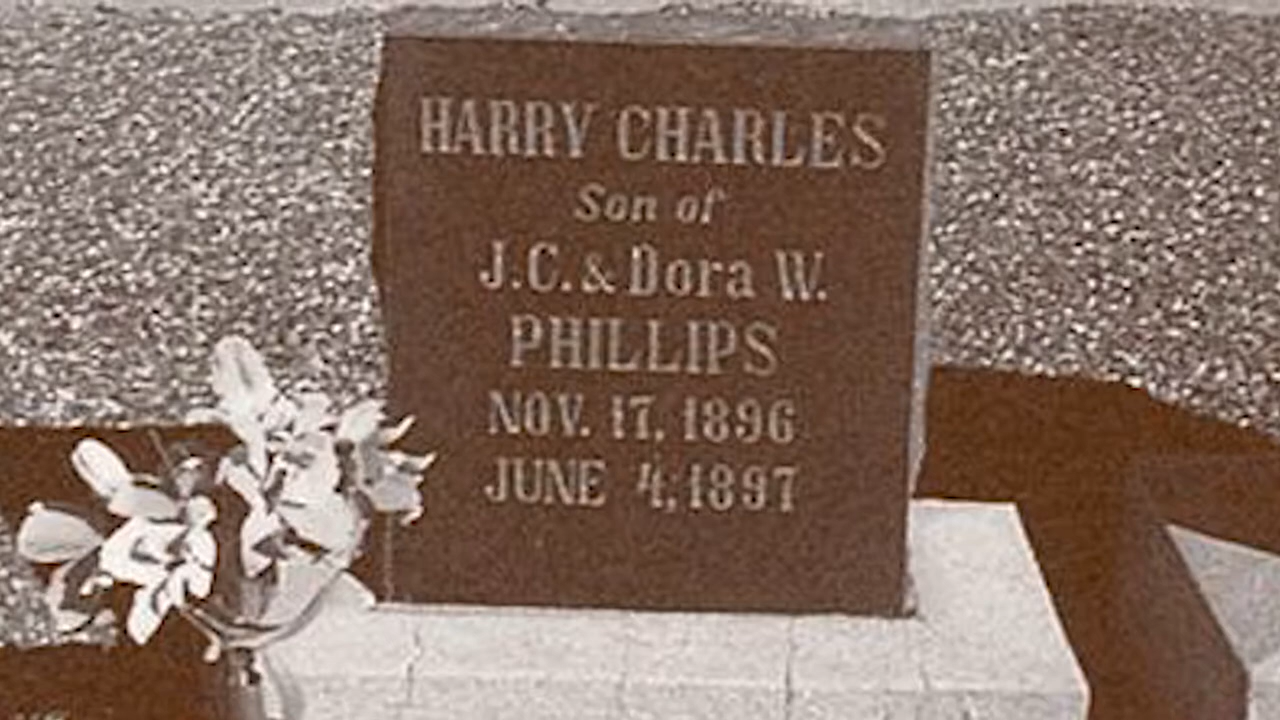 HARRY CHARLES
Son of
J.C. & Dora W.
PHILLIPS
NOV. 17, 1896
JUNE 4, 1897